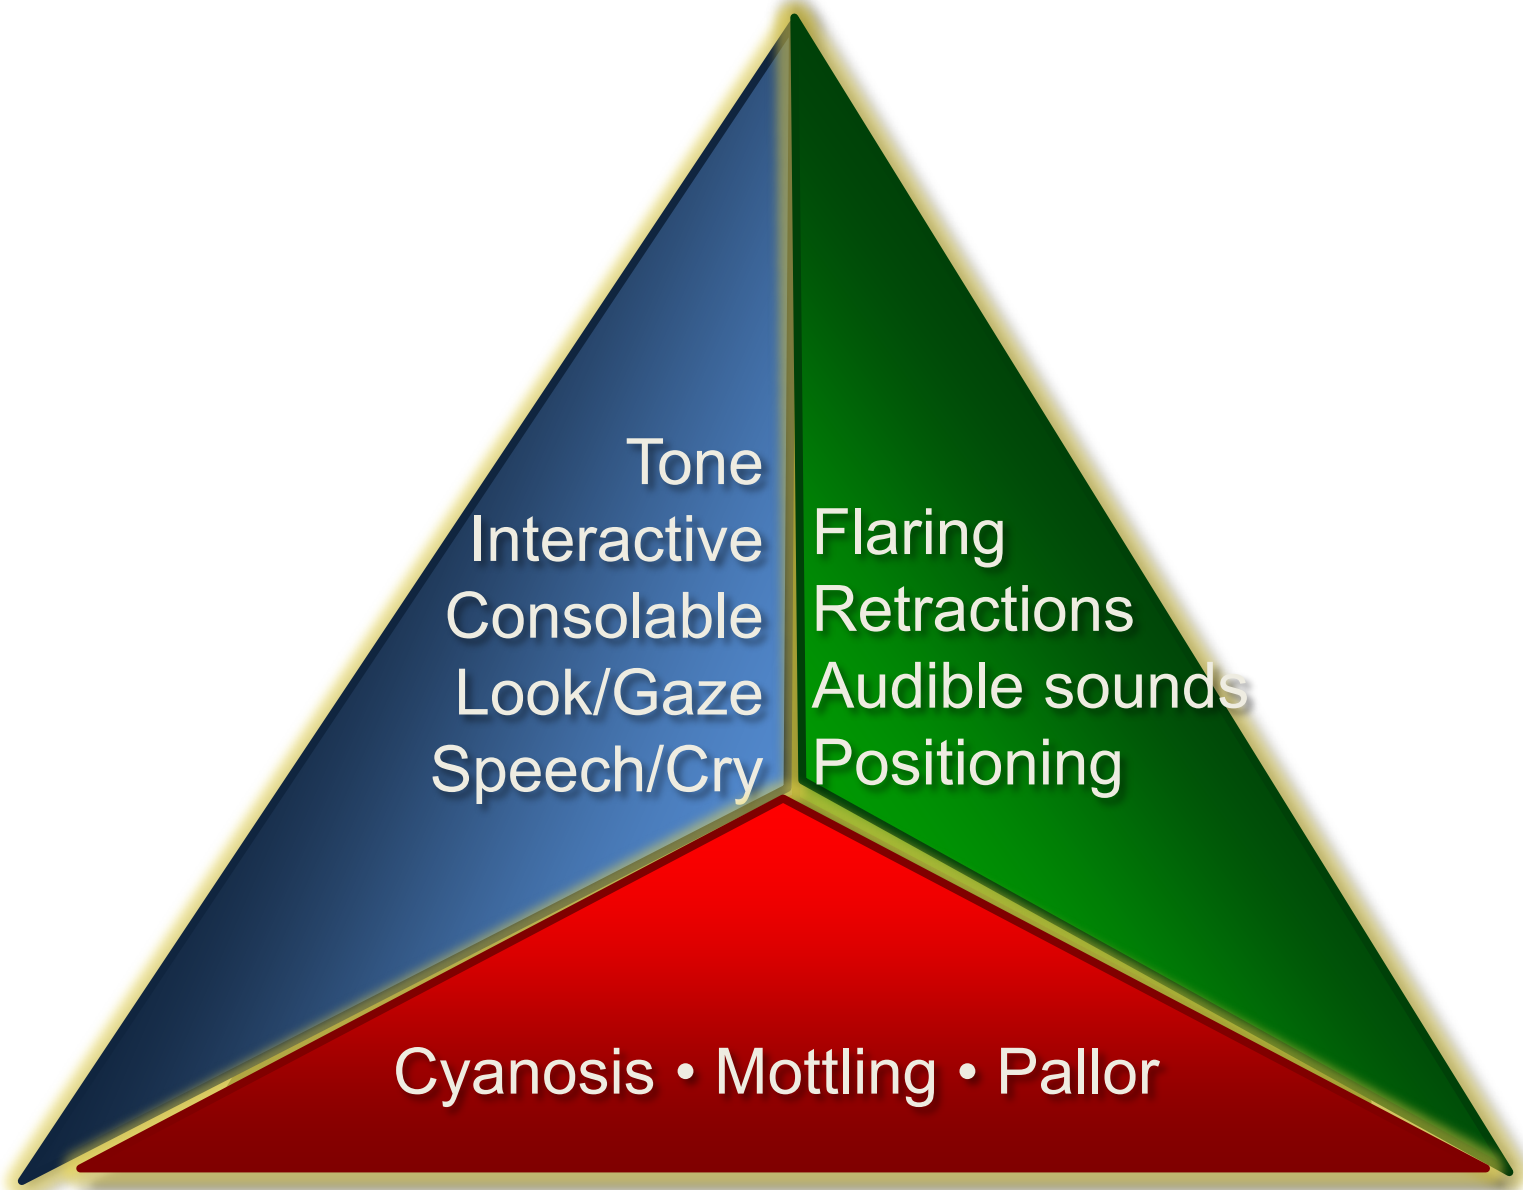 Tone
Interactive
Consolable
Look/Gaze
Speech/Cry
Flaring
Retractions
Audible sounds
Positioning
Cyanosis • Mottling • Pallor